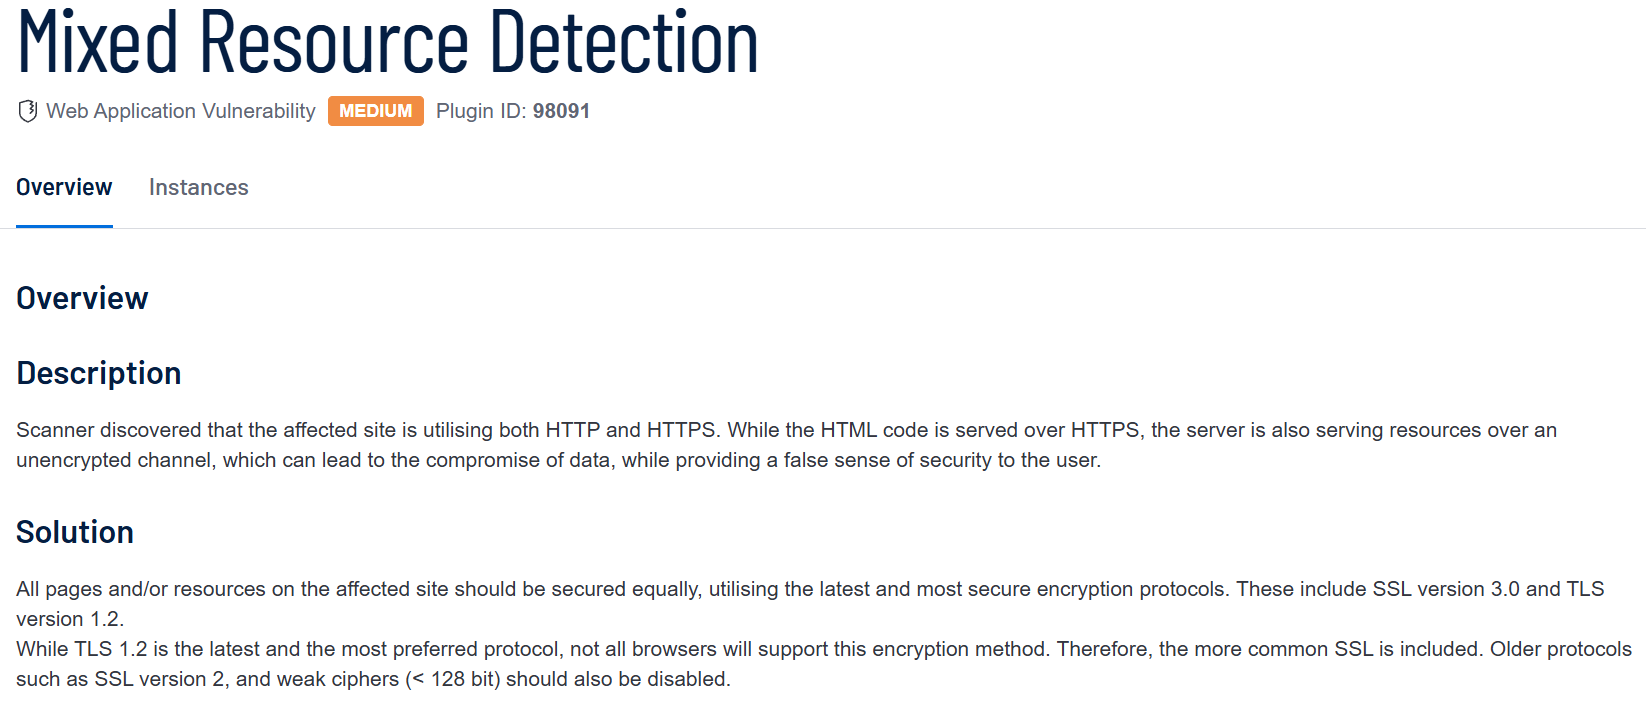 Mixed Resource Detection
Web Application Vulnerability MEDIUM Plugin ID: 98091
Overview Instances
Overview
Description
Scanner discovered that the affected site is utilising both HTTP and HTTPS. While the HTML code is served over HTTPS, the server is also serving resources over an
unencrypted channel, which can lead to the compromise of data, while providing a false sense of security to the user.
Solution
All pages and/or resources on the affected site should be secured equally, utilising the latest and most secure encryption protocols. These include SSL version 3.0 and TLS
version 1.2.
While TLS 1.2 is the latest and the most preferred protocol, not all browsers will support this encryption method. Therefore, the more common SSL is included. Older protocols
such as SSL version 2, and weak ciphers (< 128 bit) should also be disabled.